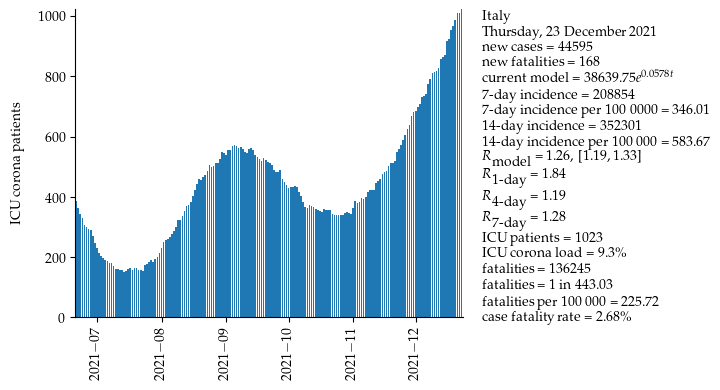 1000
800
600
400
200
0
ICU corona patients
2021−07
2021−08
2021−09
2021−10
2021−11
2021−12
Italy
Thursday, 23 December 2021
new cases = 44595
new fatalities = 168
current model = 38639.75e^0.0578t
7-day incidence = 208854
7-day incidence per 100 0000 = 346.01
14-day incidence = 352301
14-day incidence per 100 000 = 583.67
R_model = 1.26, [1.19, 1.33]
R_1-day = 1.84
R_4-day = 1.19
R_7-day = 1.28
ICU patients = 1023
ICU corona load = 9.3%
fatalities = 136245
fatalities = 1 in 443.03
fatalities per 100 000 = 225.72
case fatality rate = 2.68%